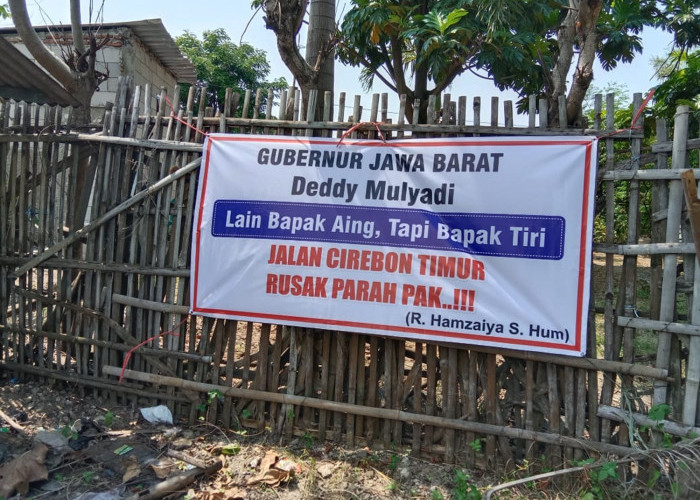 GUBERNUR JAWA BARAT
Deddy Mulyadi
Lain Bapak Aing, Tapi Bapak Tiri
JALAN CIREBON TIMUR
RUSAK PARAH PAK..!!!
(R. Hamzaiya S. Hum)